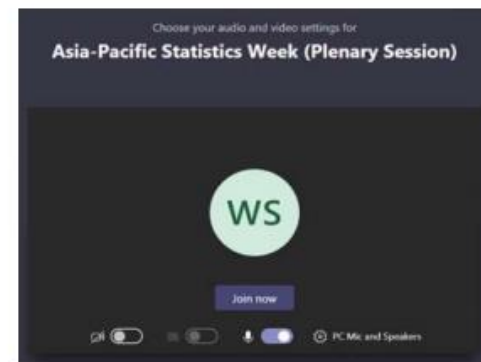 Choose your audio and video settings for
Asia-Pacific Statistics Week (Plenary Session)
WS
Join now
PC Mic and Speakers